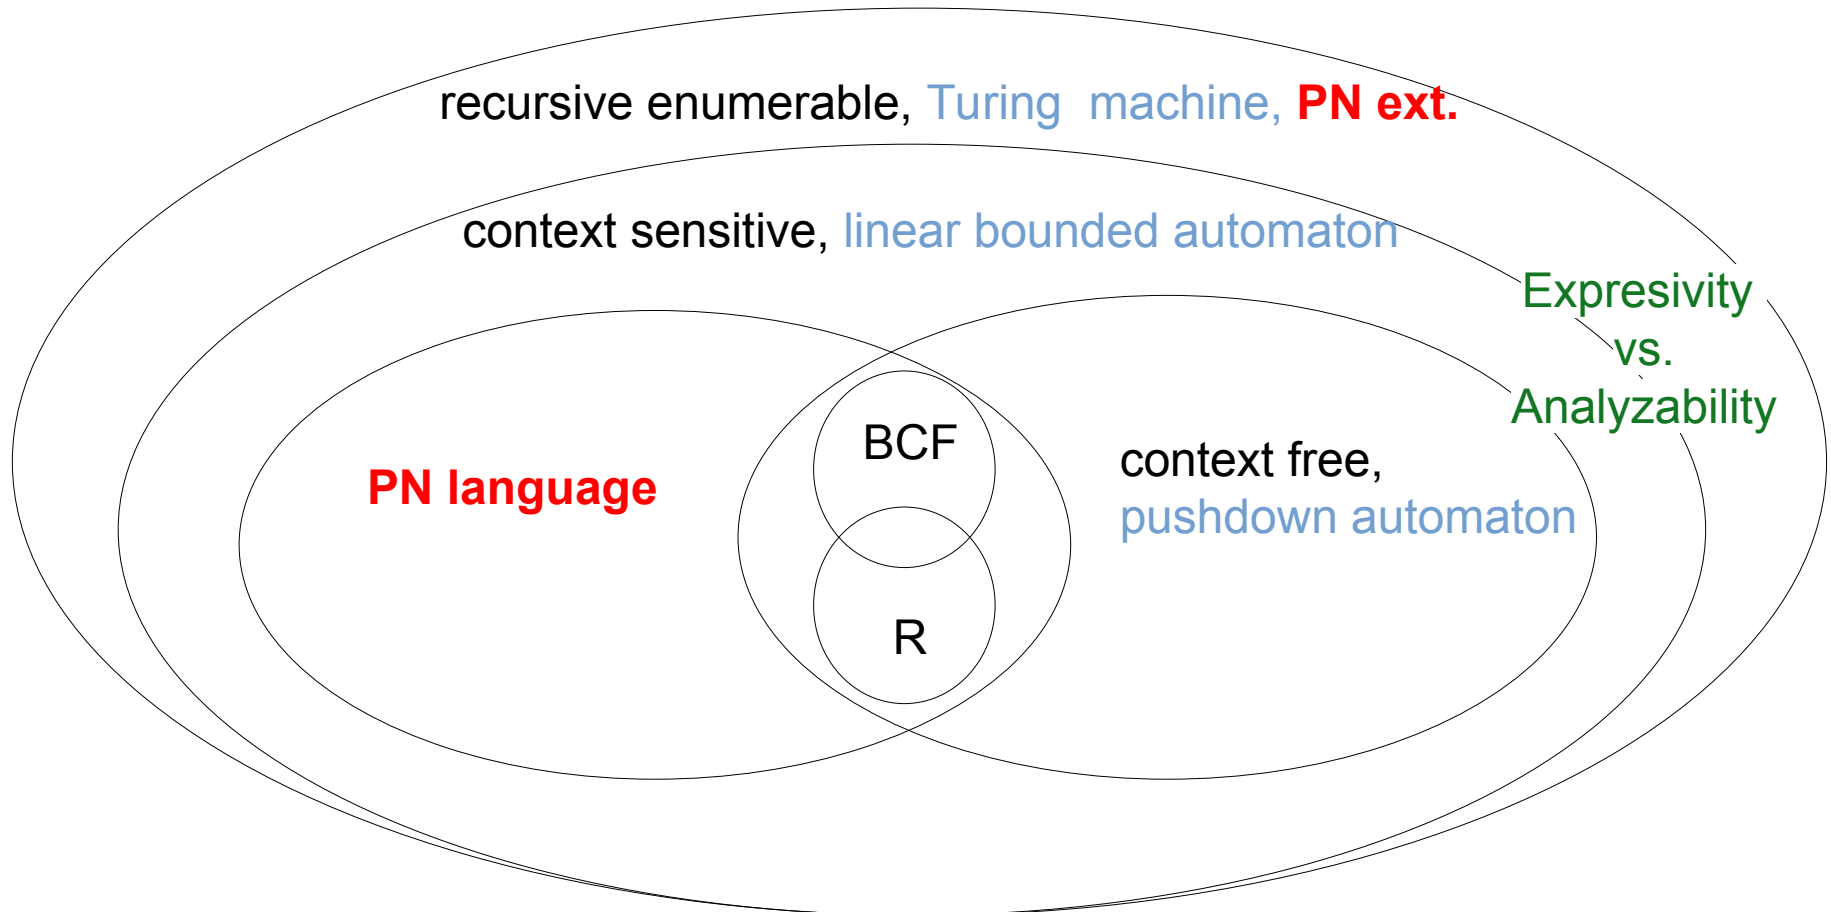 recursive enumerable, Turing machine, PN ext.
context sensitive, linear bounded automaton
Expresivity
vs.
Analyzability
BCF
context free,
PN language
pushdown automaton
R